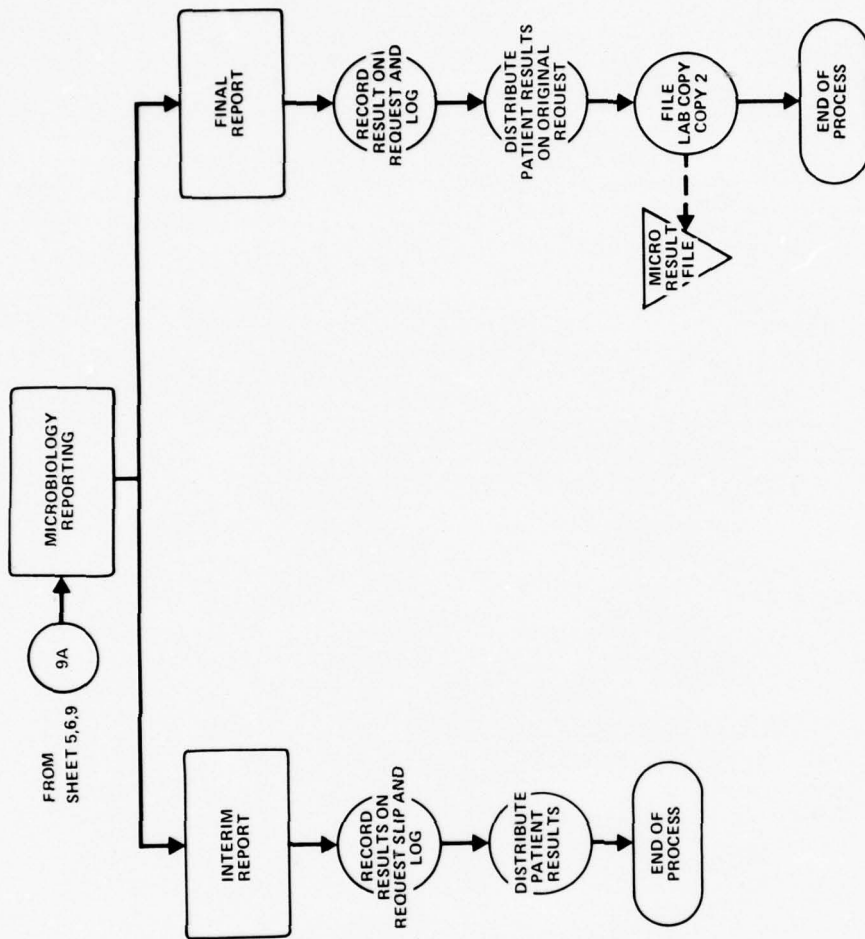 FROM
SHEET 5,6,9
9A
MICROBIOLOGY
REPORTING
INTERIM
REPORT
RECORD
RESULTS ON
REQUEST SLIP AND
LOG
DISTRIBUTE
PATIENT
RESULTS
END OF
PROCESS
FINAL
REPORT
RECORD
RESULT ON
REQUEST AND
LOG
DISTRIBUTE
PATIENT RESULTS
ON ORIGINAL
REQUEST
FILE
LAB COPY
COPY 2
MICRO
RESULT
FILE
END OF
PROCESS